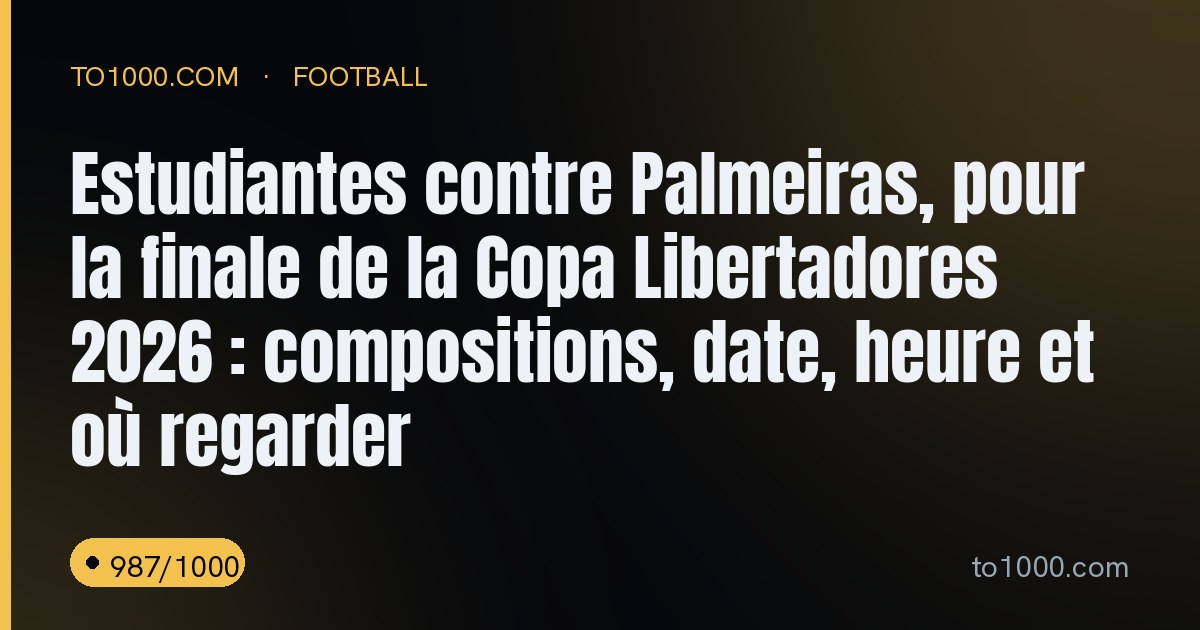 TO1000.COM · FOOTBALL
Estudiantes contre Palmeiras, pour
la finale de la Copa Libertadores
2026 : compositions, date, heure et
où regarder
987/1000
to1000.com